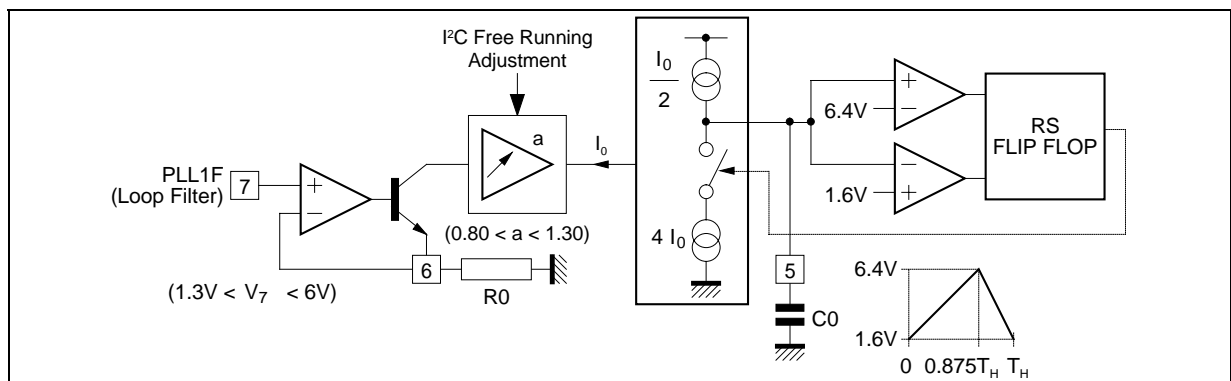 I²C Free Running
Adjustment
a
I0
PLL1F
(Loop Filter)
7
+
−
(0.80 < a < 1.30)
6
R0
(1.3V < V7 < 6V)
I0
2
4 I0
5
C0
+
−
6.4V
−
+
1.6V
RS
FLIP FLOP
6.4V
1.6V
0 0.875TH TH